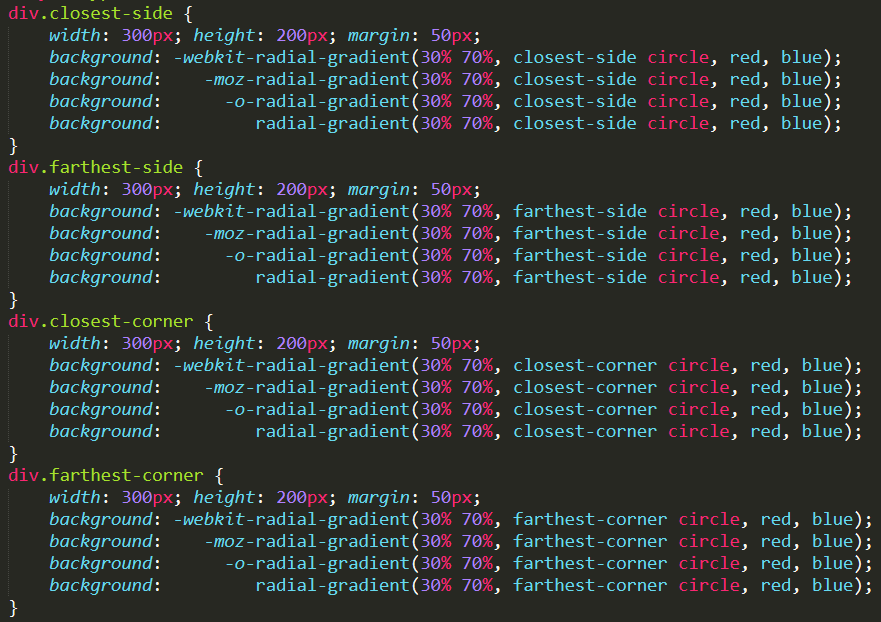 div.closest-side {
    width: 300px; height: 200px; margin: 50px;
    background: -webkit-radial-gradient(30% 70%, closest-side circle, red, blue);
    background:    -moz-radial-gradient(30% 70%, closest-side circle, red, blue);
    background:      -o-radial-gradient(30% 70%, closest-side circle, red, blue);
    background:         radial-gradient(30% 70%, closest-side circle, red, blue);
}
div.farthest-side {
    width: 300px; height: 200px; margin: 50px;
    background: -webkit-radial-gradient(30% 70%, farthest-side circle, red, blue);
    background:    -moz-radial-gradient(30% 70%, farthest-side circle, red, blue);
    background:      -o-radial-gradient(30% 70%, farthest-side circle, red, blue);
    background:         radial-gradient(30% 70%, farthest-side circle, red, blue);
}
div.closest-corner {
    width: 300px; height: 200px; margin: 50px;
    background: -webkit-radial-gradient(30% 70%, closest-corner circle, red, blue);
    background:    -moz-radial-gradient(30% 70%, closest-corner circle, red, blue);
    background:      -o-radial-gradient(30% 70%, closest-corner circle, red, blue);
    background:         radial-gradient(30% 70%, closest-corner circle, red, blue);
}
div.farthest-corner {
    width: 300px; height: 200px; margin: 50px;
    background: -webkit-radial-gradient(30% 70%, farthest-corner circle, red, blue);
    background:    -moz-radial-gradient(30% 70%, farthest-corner circle, red, blue);
    background:      -o-radial-gradient(30% 70%, farthest-corner circle, red, blue);
    background:         radial-gradient(30% 70%, farthest-corner circle, red, blue);
}